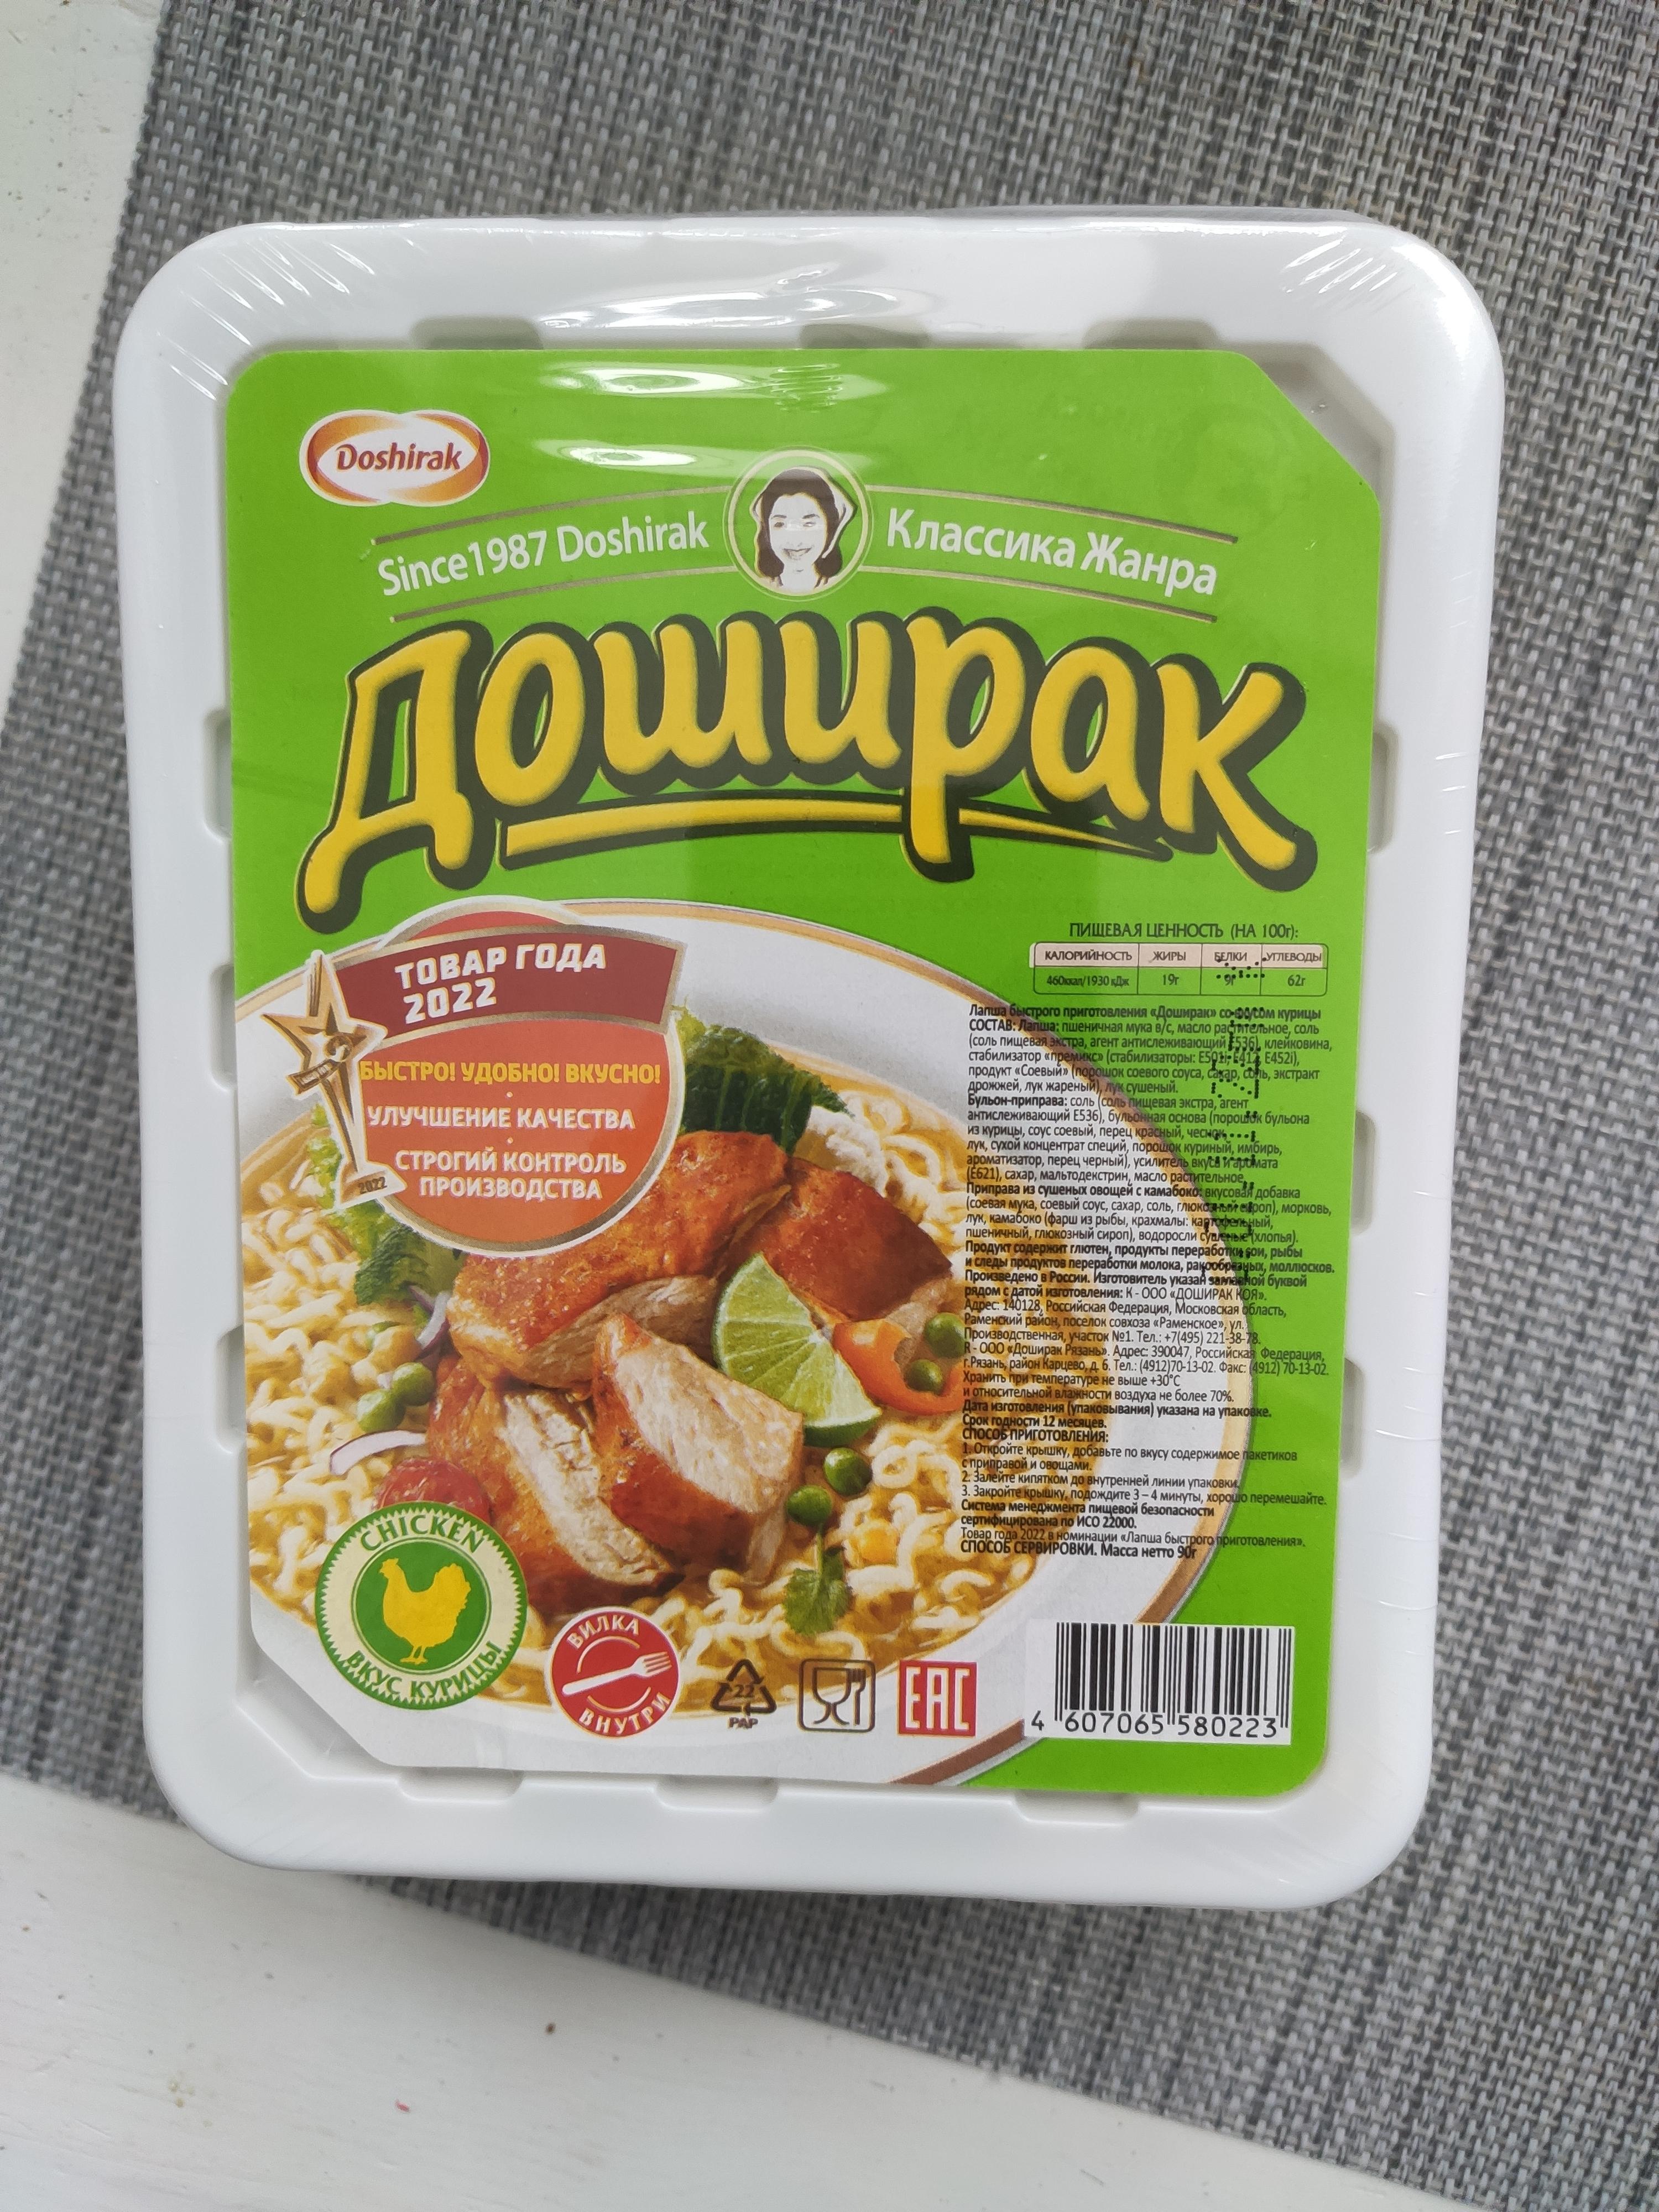 Doshirak
Since1987 Doshirak
Классика Жанра
Доширак
ТОВАР ГОДА
2022
БЫСТРО! УДОБНО! ВКУСНО!
УЛУЧШЕНИЕ КАЧЕСТВА
СТРОГИЙ КОНТРОЛЬ
ПРОИЗВОДСТВА
2022
ПИЩЕВАЯ ЦЕННОСТЬ (НА 100г):
КАЛОРИЙНОСТЬ ЖИРЫ БЕЛКИ УГЛЕВОДЫ
460ккал/1930 кДж 19г 9г 62г
Лапша быстрого приготовления «Доширак» со вкусом курицы
СОСТАВ: Лапша: пшеничная мука в/с, масло растительное, соль
(соль пищевая экстра, агент антислеживающий E536), клейковина,
стабилизатор «премикс» (стабилизаторы: E501i, E412, E452i),
продукт «Соевый» (порошок соевого соуса, сахар, соль, экстракт
дрожжей, лук жареный), лук сушеный.
Бульон-приправа: соль (соль пищевая экстра, агент
антислеживающий E536), бульонная основа (порошок бульона
из курицы, соус соевый, перец красный, чеснок,
лук, сухой концентрат специй, порошок куриный, имбирь,
ароматизатор, перец черный), усилитель вкуса и аромата
(E621), сахар, мальтодекстрин, масло растительное.
Приправа из сушеных овощей с камабоко: вкусовая добавка
(соевая мука, соевый соус, сахар, соль, глюкозный сироп), морковь,
лук, камабоко (фарш из рыбы, крахмалы: картофельный,
пшеничный, глюкозный сироп), водоросли сушеные (хлопья).
Продукт содержит глютен, продукты переработки сои, рыбы
и следы продуктов переработки молока, ракообразных, моллюсков.
Произведено в России. Изготовитель указан заглавной буквой
рядом с датой изготовления: К - ООО «ДОШИРАК КОЯ».
Адрес: 140128, Российская Федерация, Московская область,
Раменский район, поселок совхоза «Раменское», ул.
Производственная, участок №1. Тел.: +7(495) 221-38-78.
R - ООО «Доширак Рязань». Адрес: 390047, Российская Федерация,
г.Рязань, район Карцево, д. 6. Тел.: (4912)70-13-02. Факс: (4912) 70-13-02.
Хранить при температуре не выше +30°C
и относительной влажности воздуха не более 70%.
Дата изготовления (упаковывания) указана на упаковке.
Срок годности 12 месяцев.
СПОСОБ ПРИГОТОВЛЕНИЯ:
1. Откройте крышку, добавьте по вкусу содержимое пакетиков
с приправой и овощами.
2. Залейте кипятком до внутренней линии упаковки.
3. Закройте крышку, подождите 3 – 4 минуты, хорошо перемешайте.
Система менеджмента пищевой безопасности
сертифицирована по ИСО 22000.
Товар года 2022 в номинации «Лапша быстрого приготовления».
СПОСОБ СЕРВИРОВКИ. Масса нетто 90г
CHICKEN
ВКУС КУРИЦЫ
ВИЛКА
ВНУТРИ
22
PAP
EAC
4 607065 580223